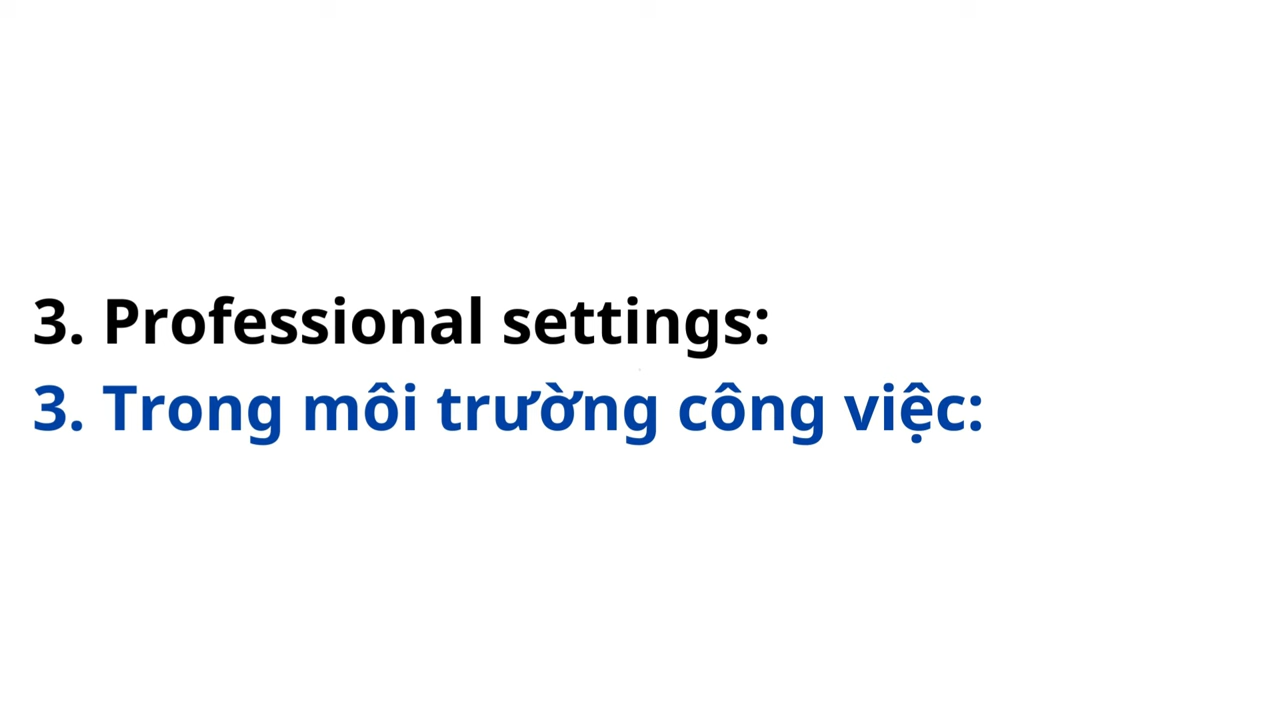 3. Professional settings:
3. Trong môi trường công việc: